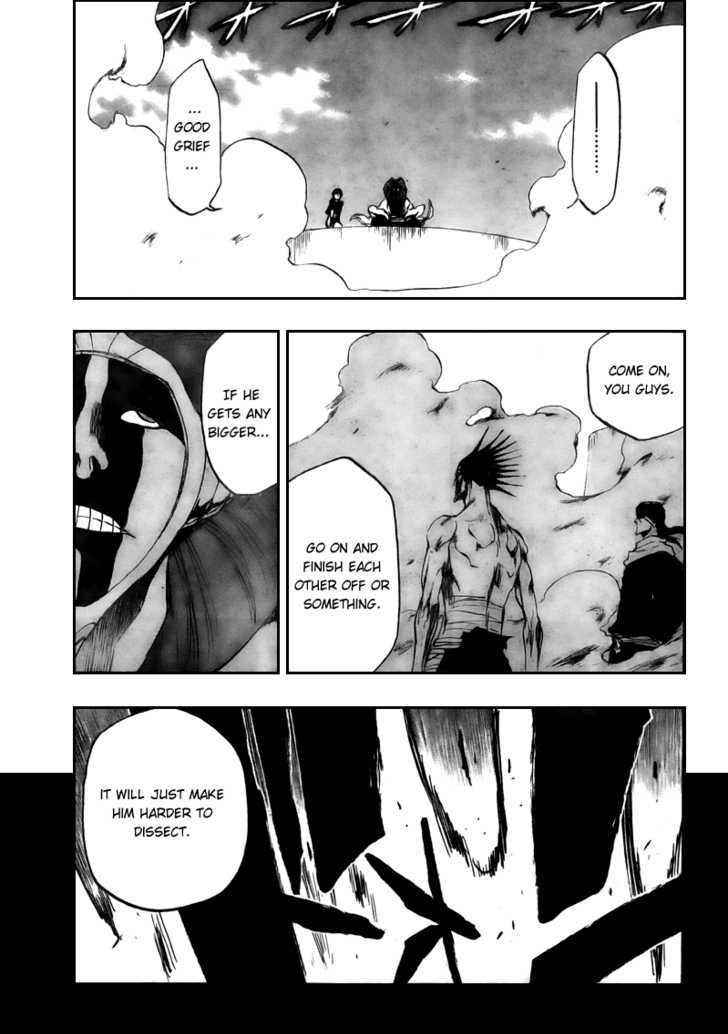 ...
GOOD
GRIEF
...
COME ON,
YOU GUYS.
GO ON AND
FINISH EACH
OTHER OFF OR
SOMETHING.
IF HE
GETS ANY
BIGGER...
IT WILL JUST MAKE
HIM HARDER TO
DISSECT.